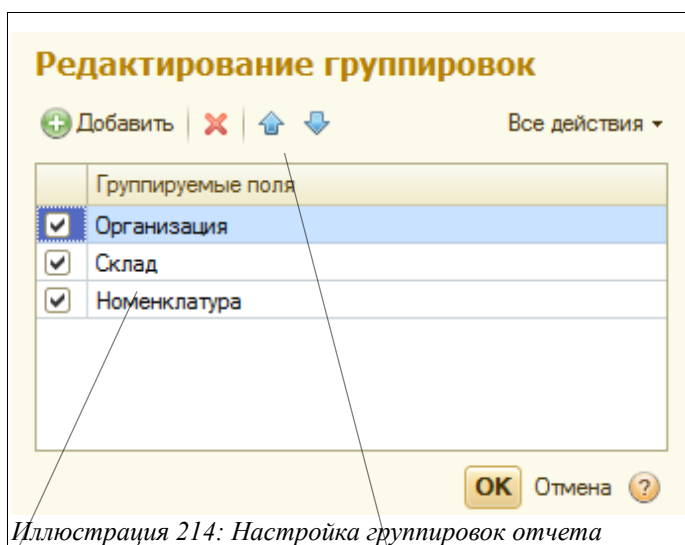 Редактирование группировок
Добавить Все действия
Группируемые поля
Организация
Склад
Номенклатура
OK Отмена ?
Иллюстрация 214: Настройка группировок отчета